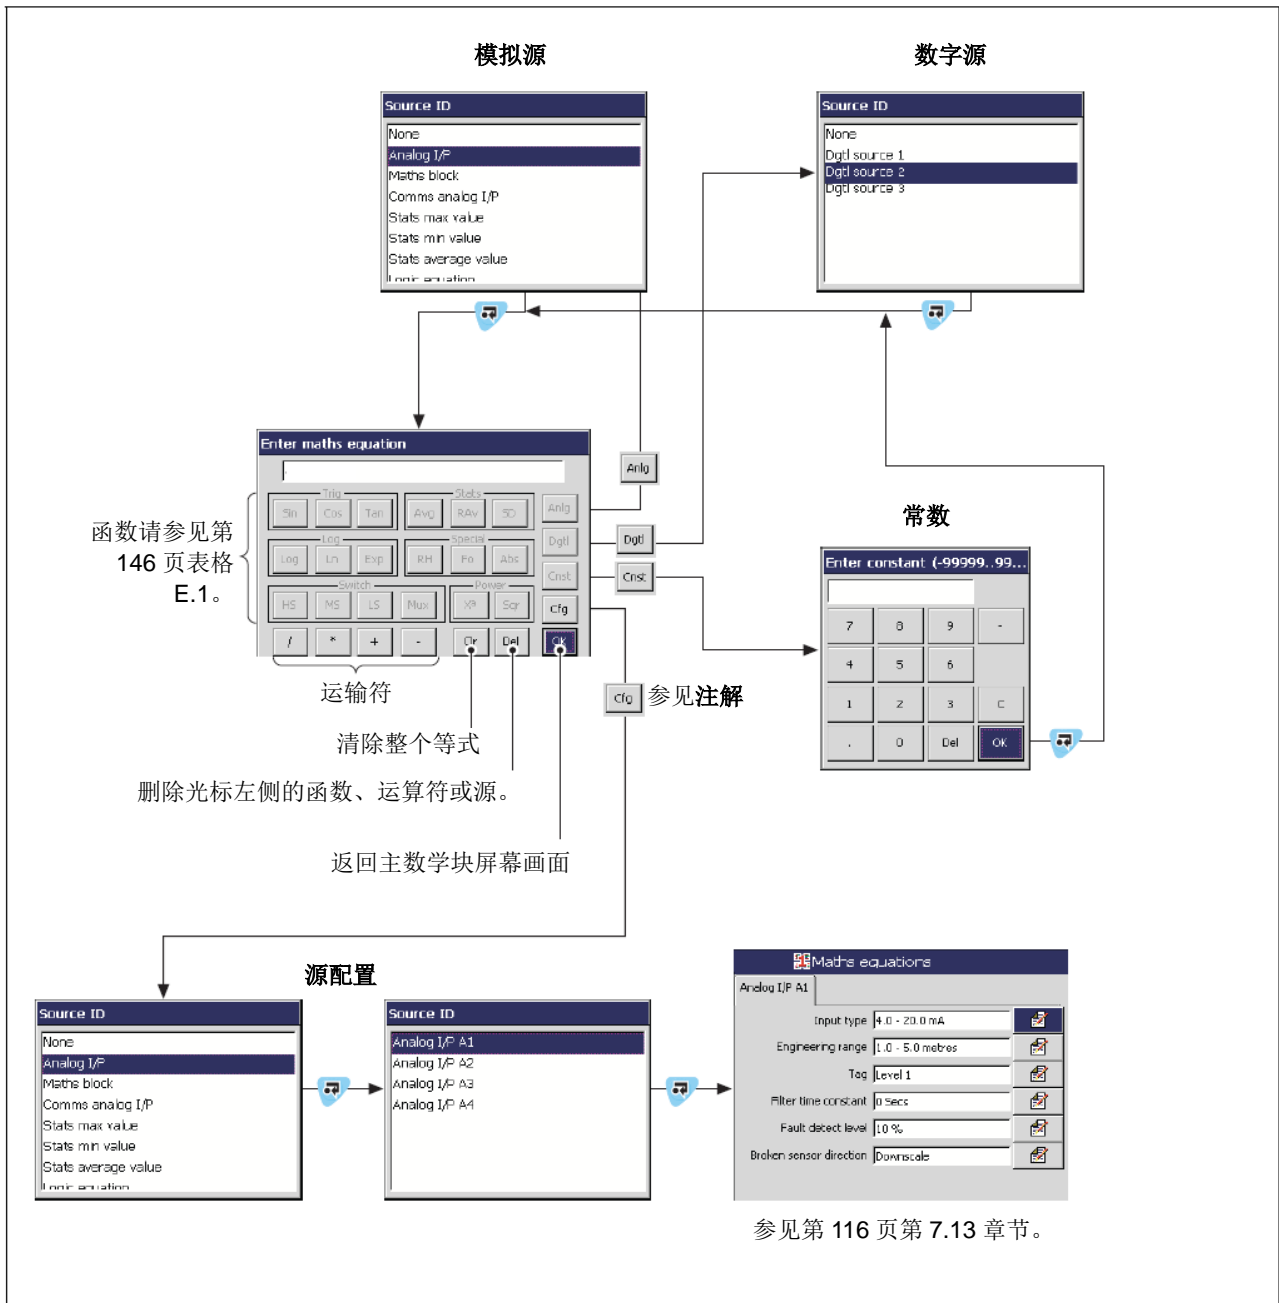 模拟源
Source ID
None
Analog I/P
Maths block
Comms analog I/P
Stats max value
Stats min value
Stats average value
Logic equation
数字源
Source ID
None
Dgtl source 1
Dgtl source 2
Dgtl source 3
Enter maths equation
Trig
Stats
Sin Cos Tan Avg RAv SD Anlg
Log
Special
Dgtl
Log Ln Exp RH Fo Abs
Cnst
Switch
Power
HS MS LS Mux Xª Sqr Cfg
/ * + - Clr Del OK
函数请参见第
146 页表格
E.1。
Anlg
Dgtl
Cnst
Cfg 参见注解
运输符
清除整个等式
删除光标左侧的函数、运算符或源。
返回主数学块屏幕画面
常数
Enter constant (-99999..99...
7 8 9 -
4 5 6
1 2 3 C
. 0 Del OK
源配置
Source ID
None
Analog I/P
Maths block
Comms analog I/P
Stats max value
Stats min value
Stats average value
Logic equation
Source ID
Analog I/P A1
Analog I/P A2
Analog I/P A3
Analog I/P A4
Maths equations
Analog I/P A1
Input type 4.0 - 20.0 mA
Engineering range 1.0 - 5.0 metres
Tag Level 1
Filter time constant 0 Secs
Fault detect level 10 %
Broken sensor direction Downscale
参见第 116 页第 7.13 章节。